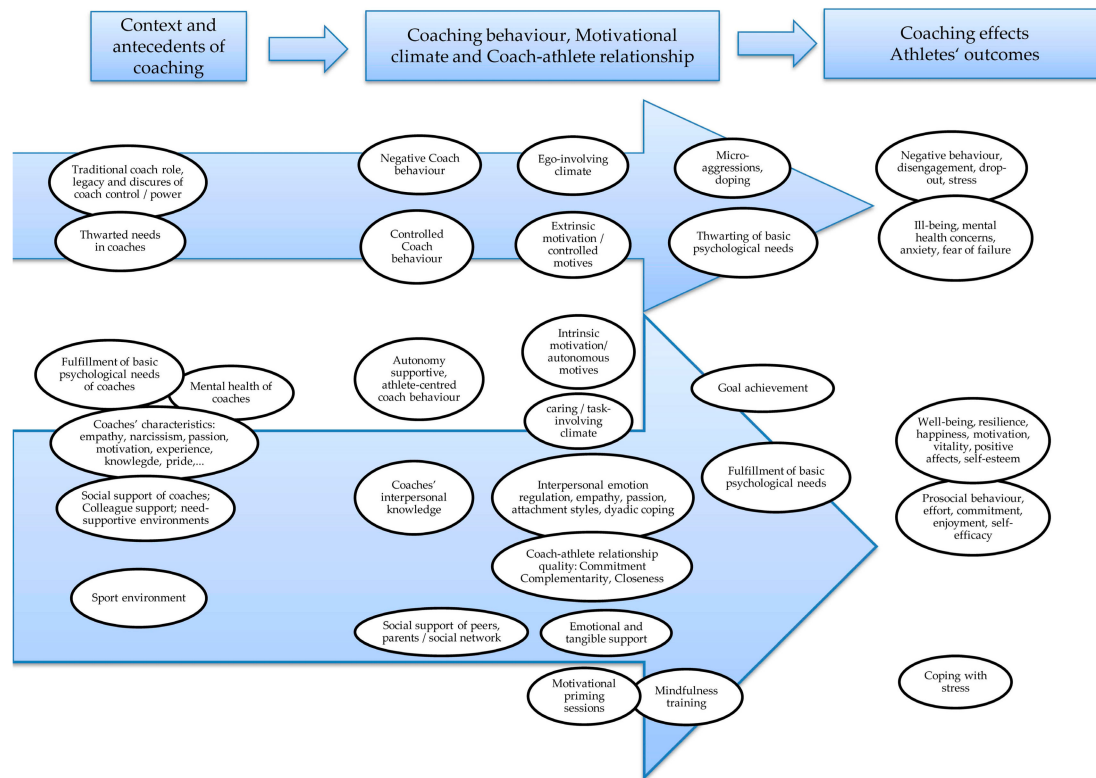 Context and
antecedents of
coaching
Coaching behaviour, Motivational
climate and Coach-athlete relationship
Coaching effects
Athletes‘ outcomes
Traditional coach role,
legacy and discures of
coach control / power
Thwarted needs
in coaches
Negative Coach
behaviour
Controlled
Coach
behaviour
Ego-involving
climate
Extrinsic
motivation /
controlled
motives
Micro-
aggressions,
doping
Thwarting of basic
psychological needs
Negative behaviour,
disengagement, drop-
out, stress
Ill-being, mental
health concerns,
anxiety, fear of failure
Fulfillment of basic
psychological needs
of coaches
Mental health of
coaches
Coaches’ characteristics:
empathy, narcissism, passion,
motivation, experience,
knowlegde, pride,...
Social support of coaches;
Colleague support; need-
supportive environments
Sport environment
Autonomy
supportive,
athlete-centred
coach behaviour
Coaches’
interpersonal
knowledge
Social support of peers,
parents / social network
Intrinsic
motivation/
autonomous
motives
caring / task-
involving
climate
Interpersonal emotion
regulation, empathy, passion,
attachment styles, dyadic coping
Coach-athlete relationship
quality: Commitment
Complementarity, Closeness
Emotional and
tangible support
Motivational
priming
sessions
Mindfulness
training
Goal achievement
Fulfillment of basic
psychological needs
Well-being, resilience,
happiness, motivation,
vitality, positive
affects, self-esteem
Prosocial behaviour,
effort, commitment,
enjoyment, self-
efficacy
Coping with
stress